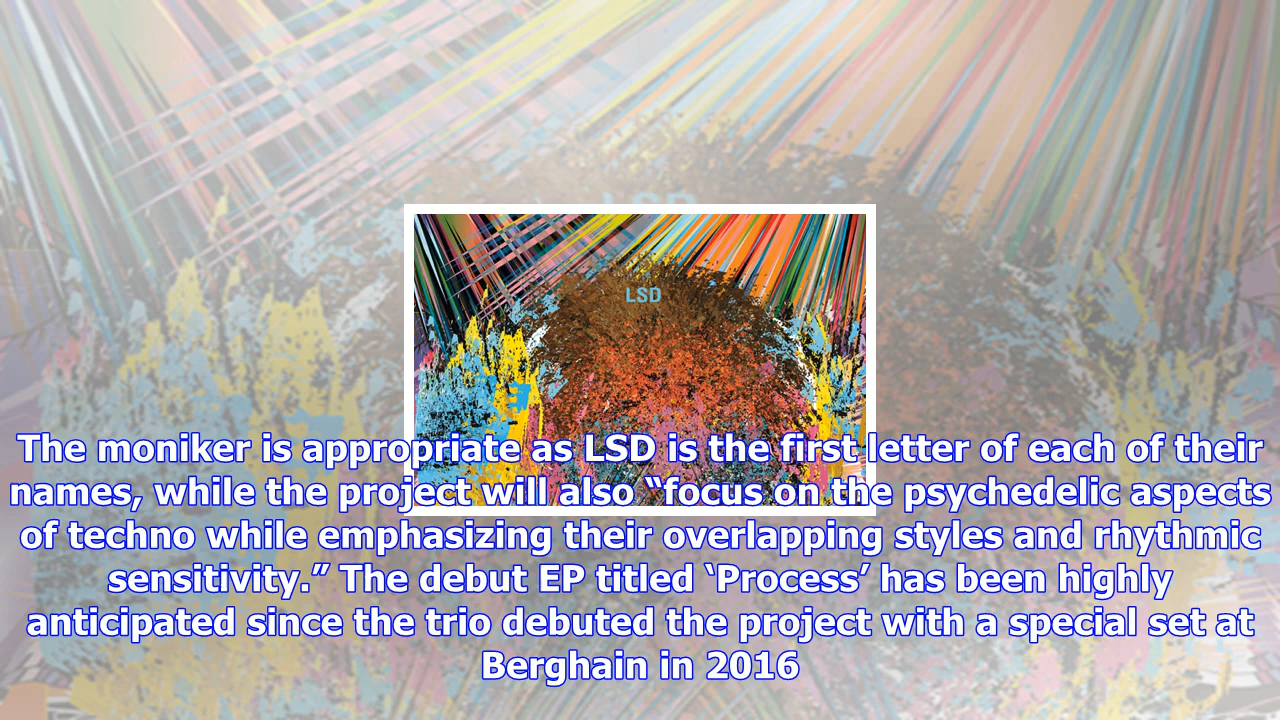 LSD
LSD
The moniker is appropriate as LSD is the first letter of each of their
names, while the project will also “focus on the psychedelic aspects
of techno while emphasizing their overlapping styles and rhythmic
sensitivity.” The debut EP titled ‘Process’ has been highly
anticipated since the trio debuted the project with a special set at
Berghain in 2016